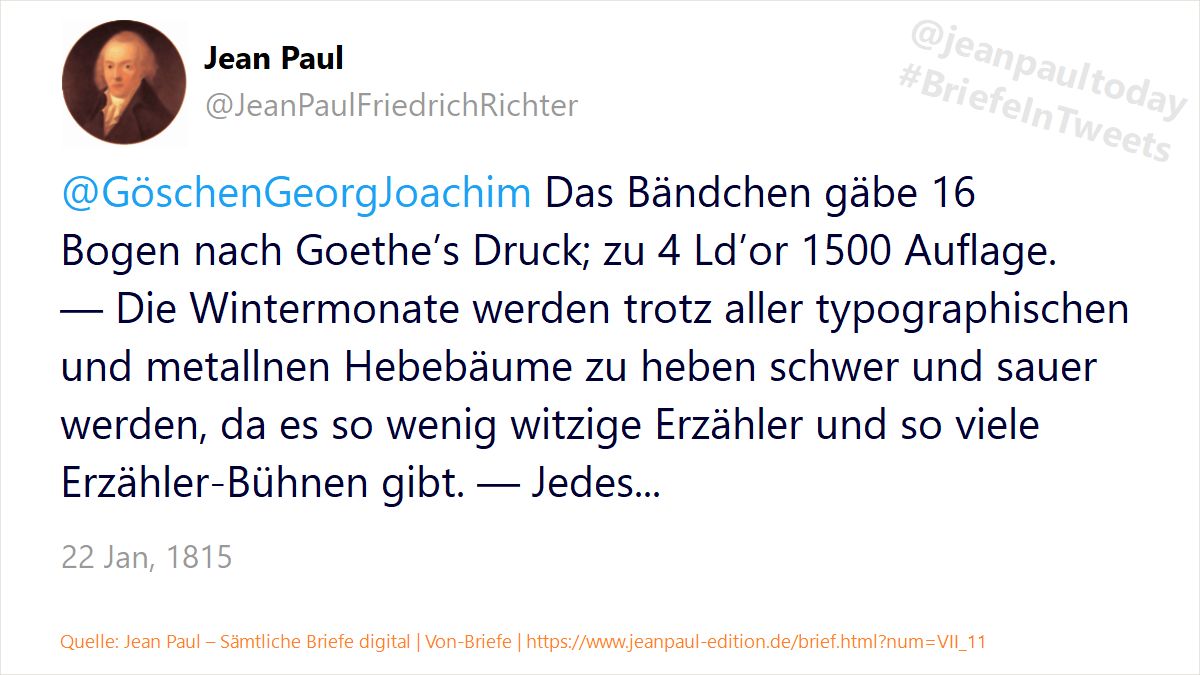 Jean Paul
@JeanPaulFriedrichRichter
@jeanpaultoday
#BriefeInTweets
@GöschenGeorgJoachim Das Bändchen gäbe 16
Bogen nach Goethe’s Druck; zu 4 Ld’or 1500 Auflage.
— Die Wintermonate werden trotz aller typographischen
und metallnen Hebebäume zu heben schwer und sauer
werden, da es so wenig witzige Erzähler und so viele
Erzähler-Bühnen gibt. — Jedes...
22 Jan, 1815
Quelle: Jean Paul – Sämtliche Briefe digital | Von-Briefe | https://www.jeanpaul-edition.de/brief.html?num=VII_11